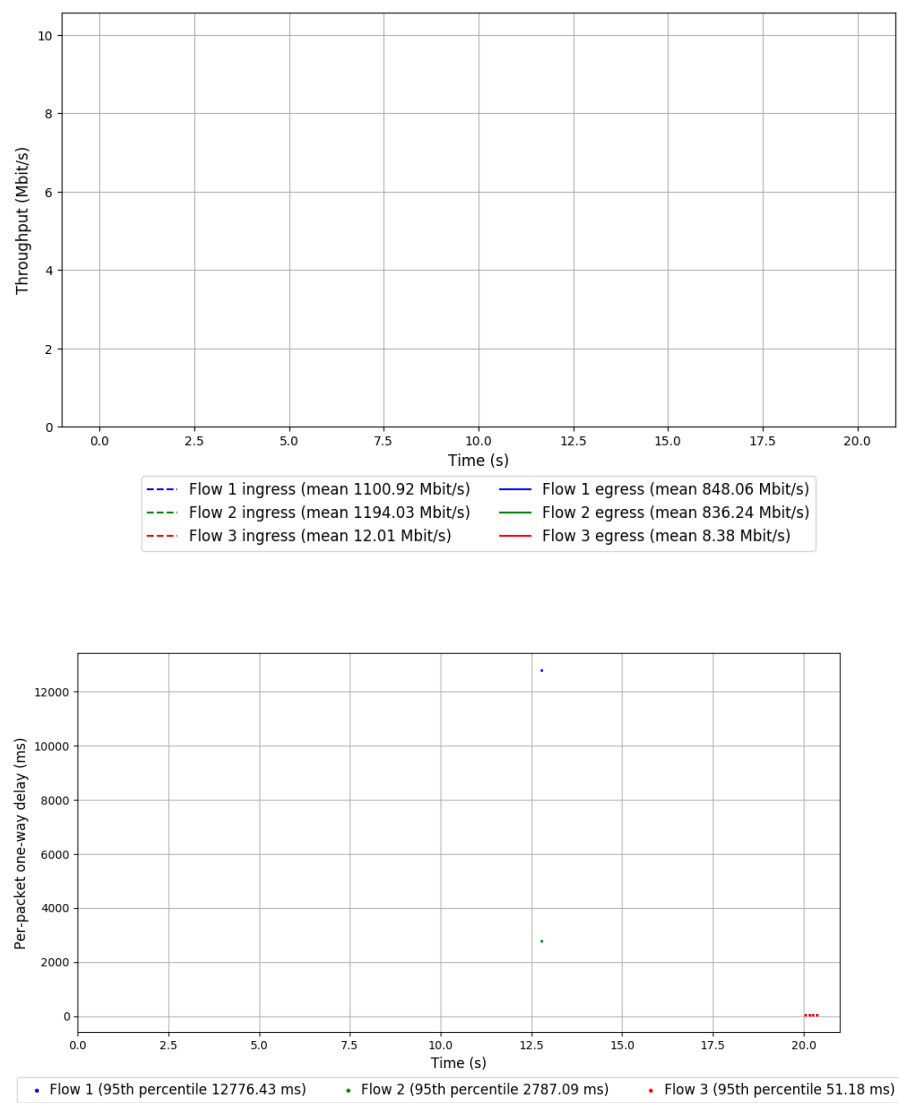 10
8
6
4
2
0
Throughput (Mbit/s)
0.0 2.5 5.0 7.5 10.0 12.5 15.0 17.5 20.0
Time (s)
Flow 1 ingress (mean 1100.92 Mbit/s) Flow 1 egress (mean 848.06 Mbit/s)
Flow 2 ingress (mean 1194.03 Mbit/s) Flow 2 egress (mean 836.24 Mbit/s)
Flow 3 ingress (mean 12.01 Mbit/s) Flow 3 egress (mean 8.38 Mbit/s)
12000
10000
8000
6000
4000
2000
0
Per-packet one-way delay (ms)
0.0 2.5 5.0 7.5 10.0 12.5 15.0 17.5 20.0
Time (s)
Flow 1 (95th percentile 12776.43 ms) Flow 2 (95th percentile 2787.09 ms) Flow 3 (95th percentile 51.18 ms)